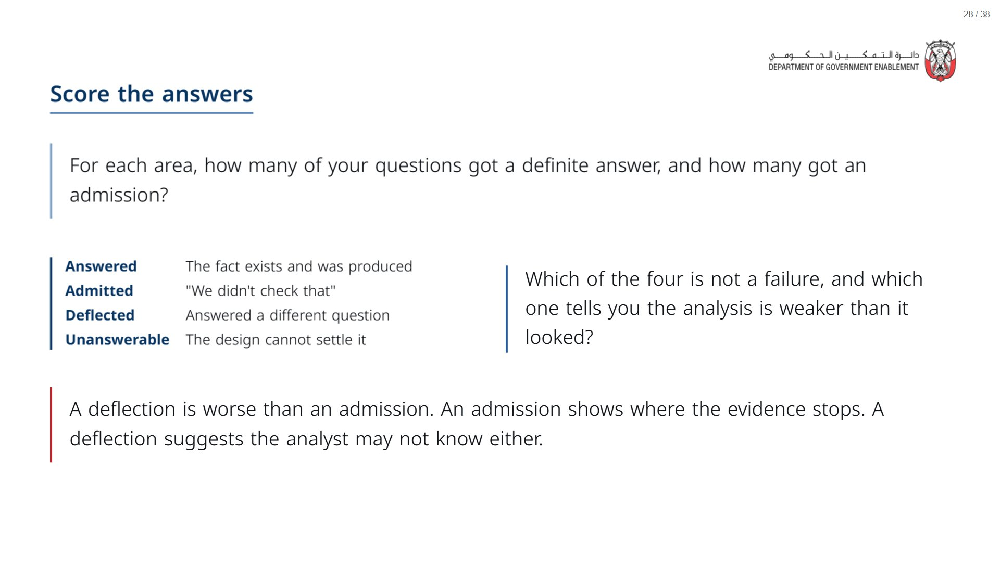 28 / 38
دائرة التمكين الحكومي
DEPARTMENT OF GOVERNMENT ENABLEMENT
Score the answers
For each area, how many of your questions got a definite answer, and how many got an
admission?
Answered The fact exists and was produced
Admitted "We didn't check that"
Deflected Answered a different question
Unanswerable The design cannot settle it
Which of the four is not a failure, and which
one tells you the analysis is weaker than it
looked?
A deflection is worse than an admission. An admission shows where the evidence stops. A
deflection suggests the analyst may not know either.